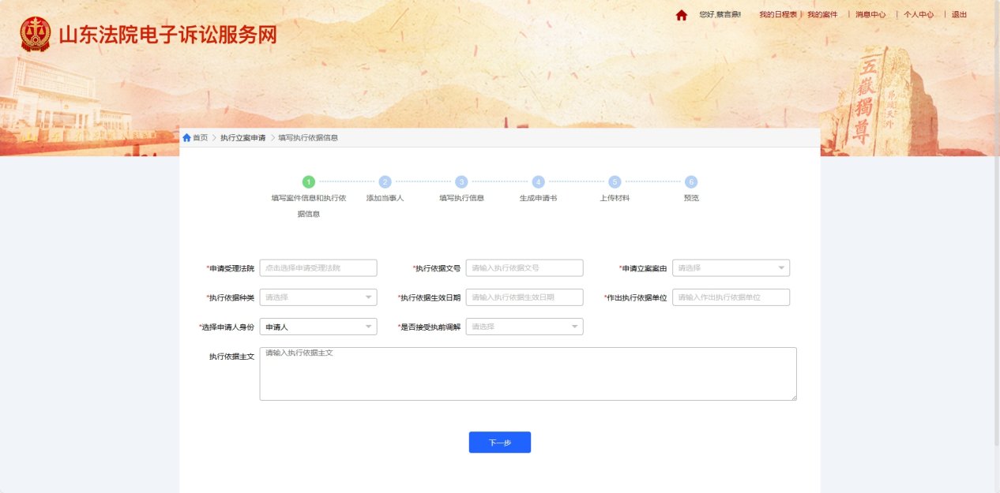 您好,蔡言鼎!
我的日程表 | 我的案件 | 消息中心 | 个人中心 | 退出
山东法院电子诉讼服务网
五嶽獨尊
首页 > 执行立案申请 > 填写执行依据信息
1 2 3 4 5 6
填写案件信息和执行依 添加当事人 填写执行信息 生成申请书 上传材料 预览
据信息
*申请受理法院 点击选择申请受理法院 *执行依据文号 请输入执行依据文号 *申请立案案由 请选择
*执行依据种类 请选择 *执行依据生效日期 请输入执行依据生效日期 *作出执行依据单位 请输入作出执行依据单位
*选择申请人身份 申请人 *是否接受执前调解 请选择
执行依据主文 请输入执行依据主文
下一步